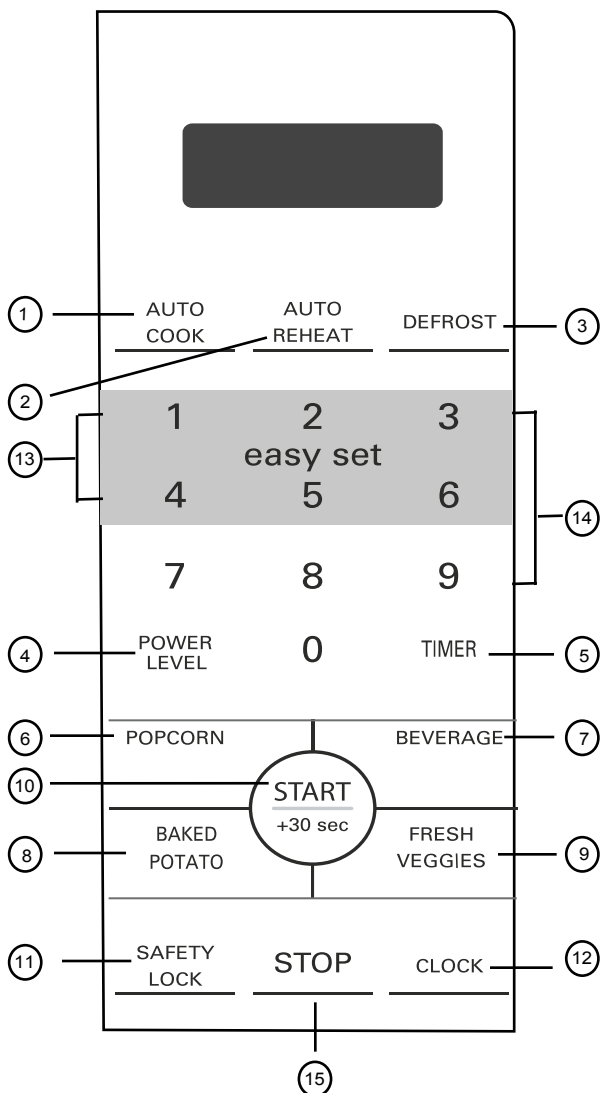 1
AUTO
COOK
AUTO
REHEAT
DEFROST
3
2
1 2 3
easy set
13
4 5 6
14
7 8 9
4
POWER
LEVEL
0
TIMER
5
6
POPCORN
BEVERAGE
7
10
START
+30 sec
8
BAKED
POTATO
FRESH
VEGGIES
9
11
SAFETY
LOCK
STOP
CLOCK
12
15